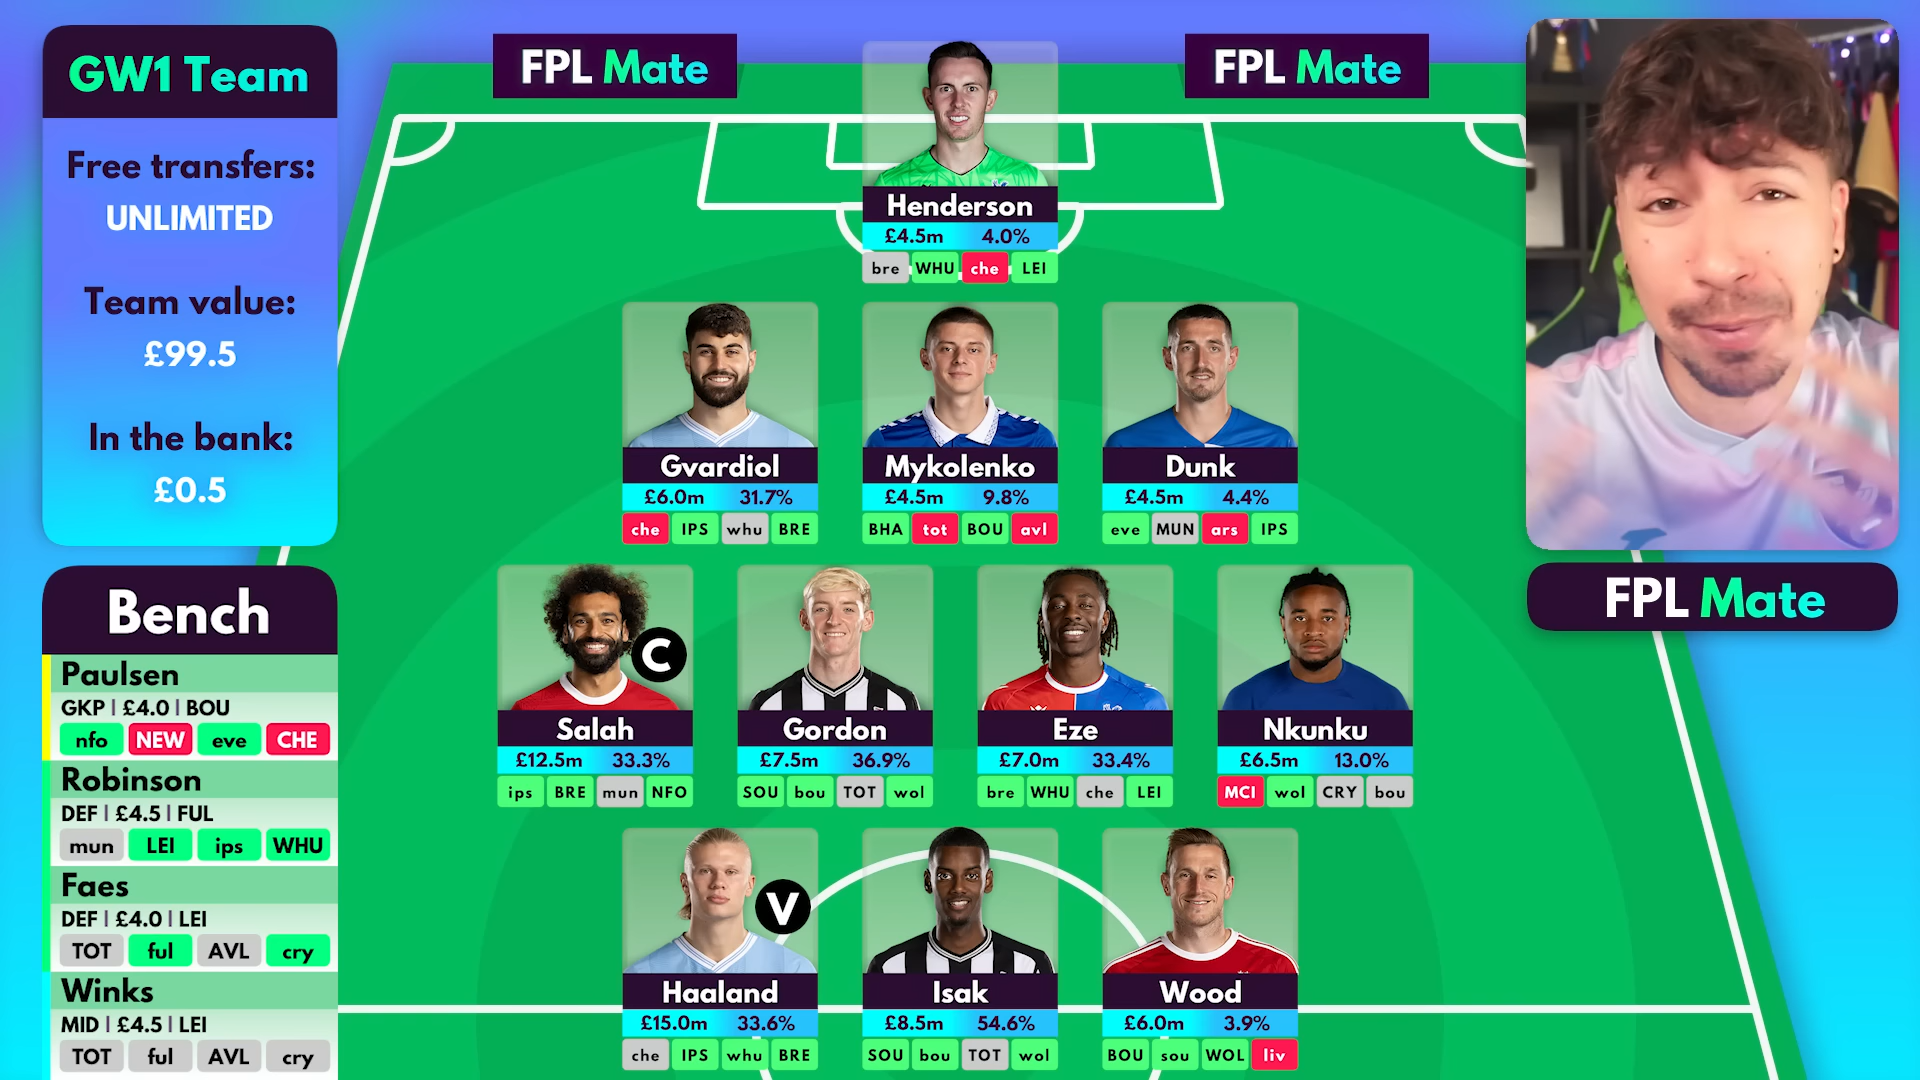 GW1 Team
Free transfers:
UNLIMITED
Team value:
£99.5
In the bank:
£0.5
FPL Mate
FPL Mate
Henderson
£4.5m 4.0%
bre WHU che LEI
Gvardiol
£6.0m 31.7%
che IPS whu BRE
Mykolenko
£4.5m 9.8%
BHA tot BOU avl
Dunk
£4.5m 4.4%
eve MUN ars IPS
Salah
C
£12.5m 33.3%
ips BRE mun NFO
Gordon
£7.5m 36.9%
SOU bou TOT wol
Eze
£7.0m 33.4%
bre WHU che LEI
Nkunku
£6.5m 13.0%
MCI wol CRY bou
Haaland
V
£15.0m 33.6%
che IPS whu BRE
Isak
£8.5m 54.6%
SOU bou TOT wol
Wood
£6.0m 3.9%
BOU sou WOL liv
Bench
Paulsen
GKP | £4.0 | BOU
nfo NEW eve CHE
Robinson
DEF | £4.5 | FUL
mun LEI ips WHU
Faes
DEF | £4.0 | LEI
TOT ful AVL cry
Winks
MID | £4.5 | LEI
TOT ful AVL cry
FPL Mate